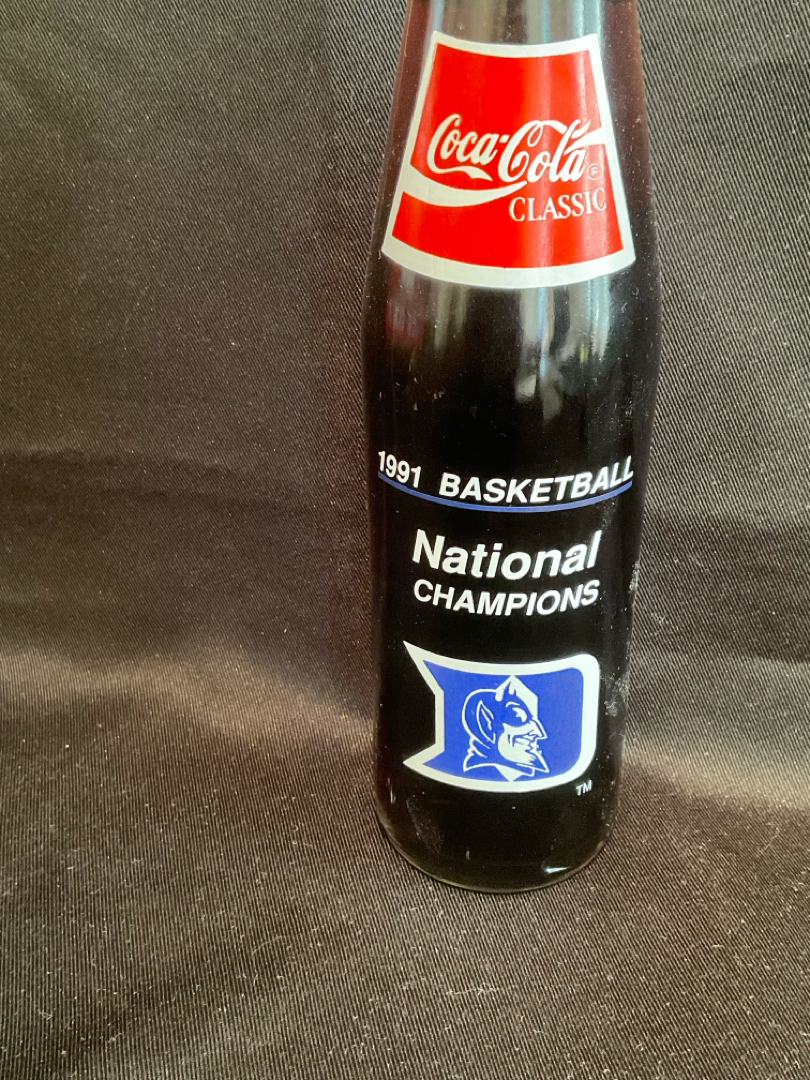 Coca-Cola®
CLASSIC
1991 BASKETBALL
National
CHAMPIONS
TM